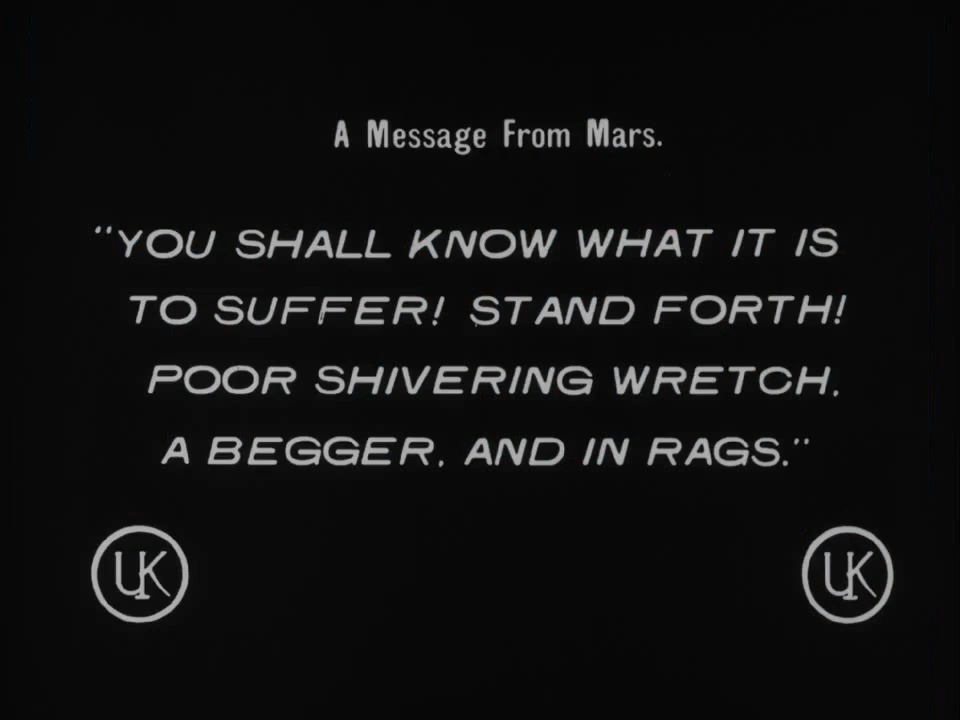 A Message From Mars.
“YOU SHALL KNOW WHAT IT IS
TO SUFFER! STAND FORTH!
POOR SHIVERING WRETCH,
A BEGGER, AND IN RAGS.”
UK UK